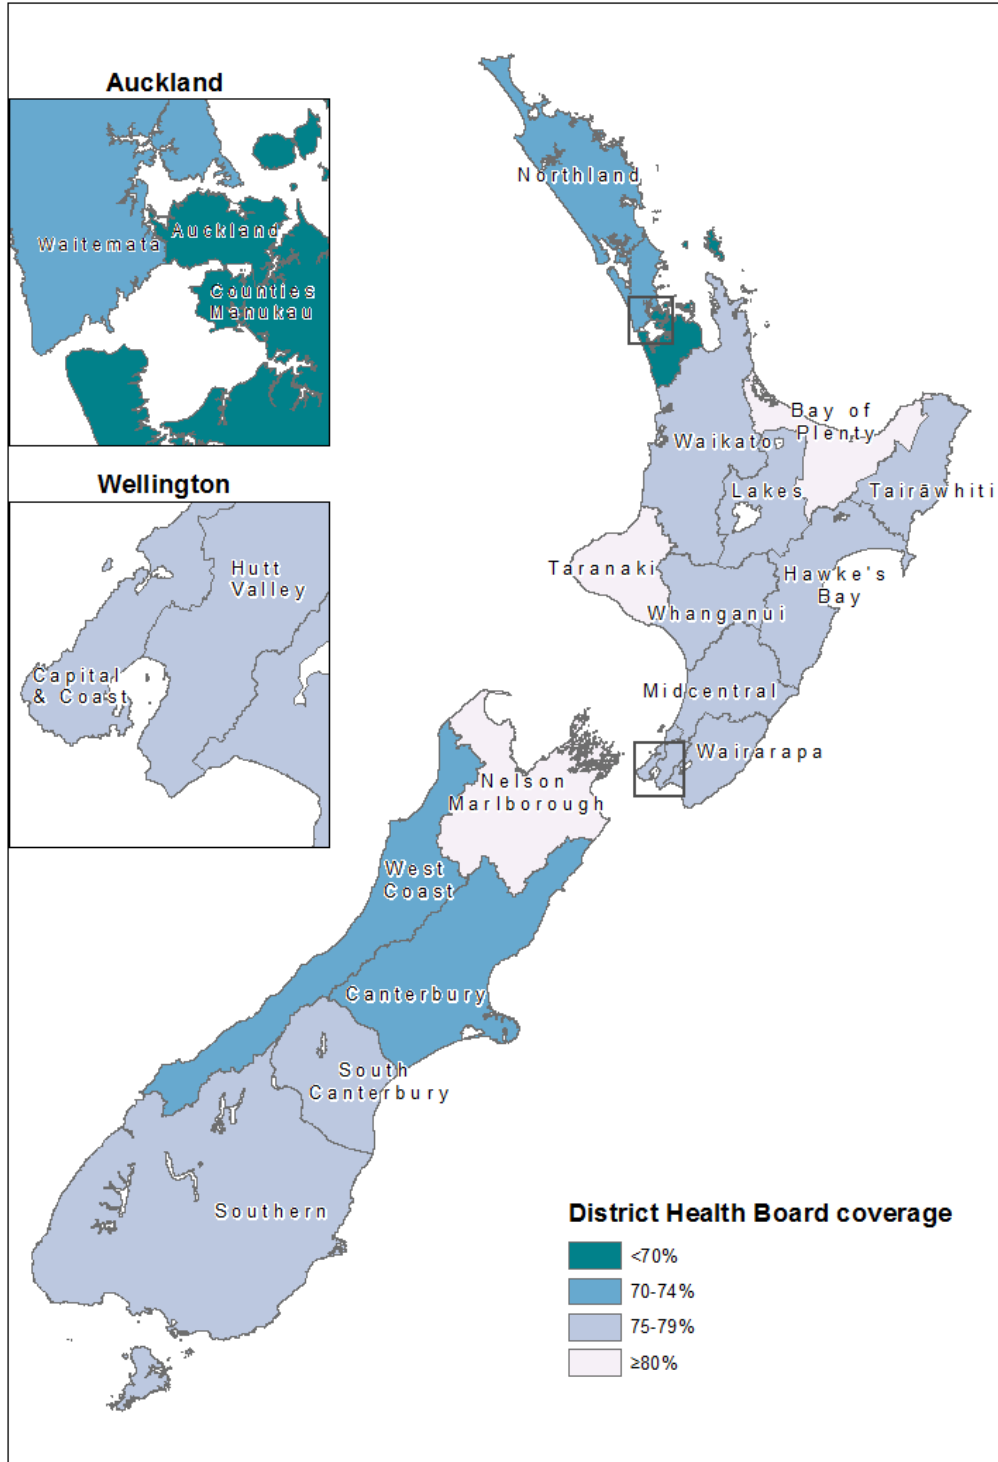 Auckland
Waitemata
Auckland
Counties
Manukau
Wellington
Hutt
Valley
Capital
& Coast
Northland
Bay of
Plenty
Waikato
Lakes
Tairāwhiti
Taranaki
Hawke's
Bay
Whanganui
Midcentral
Wairarapa
Nelson
Marlborough
West
Coast
Canterbury
South
Canterbury
Southern
District Health Board coverage
<70%
70-74%
75-79%
≥80%